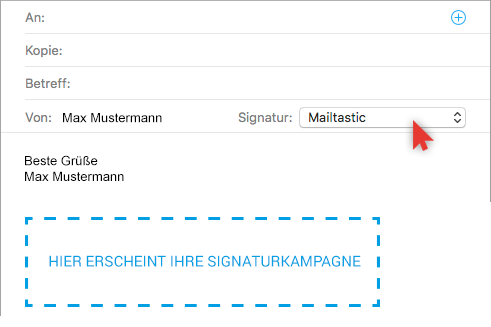 An:
Kopie:
Betreff:
Von: Max Mustermann Signatur: Mailtastic
Beste Grüße
Max Mustermann
HIER ERSCHEINT IHRE SIGNATURKAMPAGNE